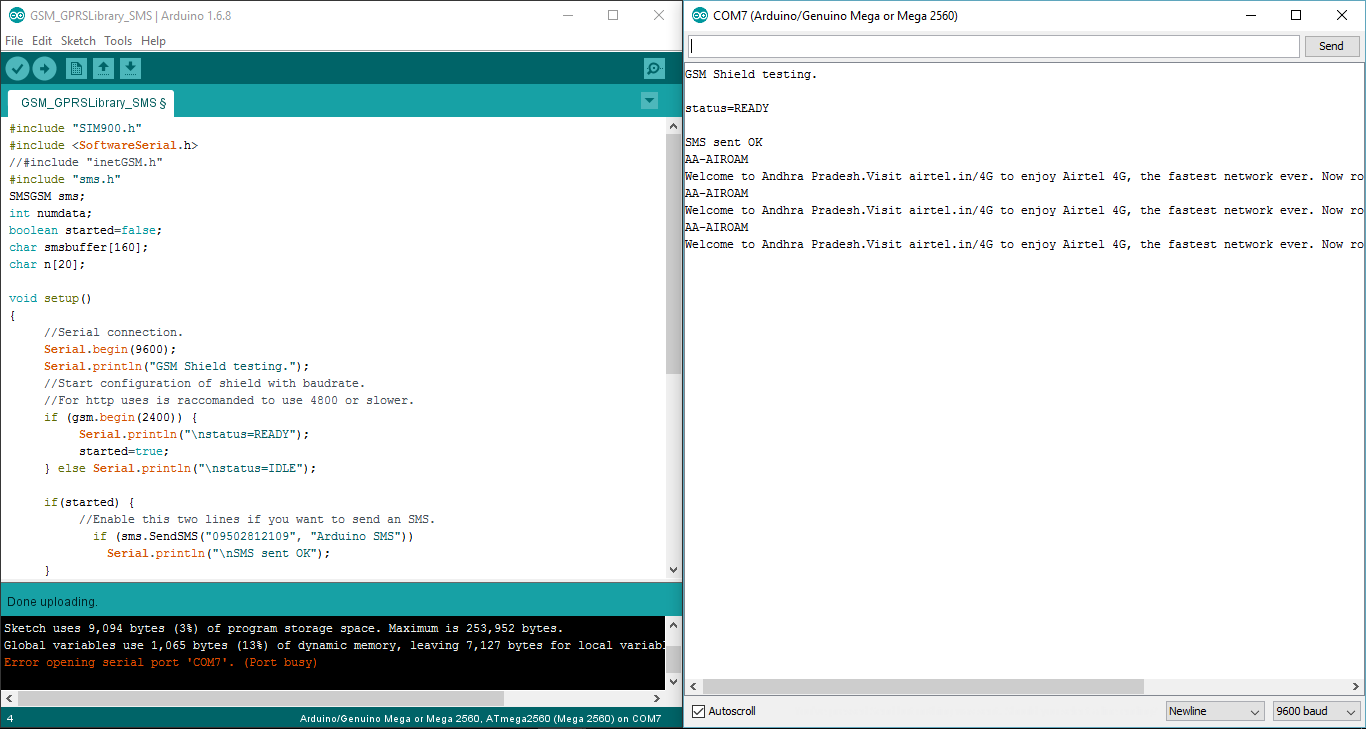 GSM_GPRSLibrary_SMS | Arduino 1.6.8
File Edit Sketch Tools Help
GSM_GPRSLibrary_SMS §
#include "SIM900.h"
#include <SoftwareSerial.h>
//#include "inetGSM.h"
#include "sms.h"
SMSGSM sms;
int numdata;
boolean started=false;
char smsbuffer[160];
char n[20];
void setup()
{
//Serial connection.
Serial.begin(9600);
Serial.println("GSM Shield testing.");
//Start configuration of shield with baudrate.
//For http uses is raccomanded to use 4800 or slower.
if (gsm.begin(2400)) {
Serial.println("\nstatus=READY");
started=true;
} else Serial.println("\nstatus=IDLE");
if(started) {
//Enable this two lines if you want to send an SMS.
if (sms.SendSMS("09502812109", "Arduino SMS"))
Serial.println("\nSMS sent OK");
}
Done uploading.
Sketch uses 9,094 bytes (3%) of program storage space. Maximum is 253,952 bytes.
Global variables use 1,065 bytes (13%) of dynamic memory, leaving 7,127 bytes for local variabl
Error opening serial port 'COM7'. (Port busy)
4
Arduino/Genuino Mega or Mega 2560, ATmega2560 (Mega 2560) on COM7
COM7 (Arduino/Genuino Mega or Mega 2560)
Send
GSM Shield testing.
status=READY
SMS sent OK
AA-AIROAM
Welcome to Andhra Pradesh.Visit airtel.in/4G to enjoy Airtel 4G, the fastest network ever. Now ro
AA-AIROAM
Welcome to Andhra Pradesh.Visit airtel.in/4G to enjoy Airtel 4G, the fastest network ever. Now ro
AA-AIROAM
Welcome to Andhra Pradesh.Visit airtel.in/4G to enjoy Airtel 4G, the fastest network ever. Now ro
Autoscroll
Newline
9600 baud